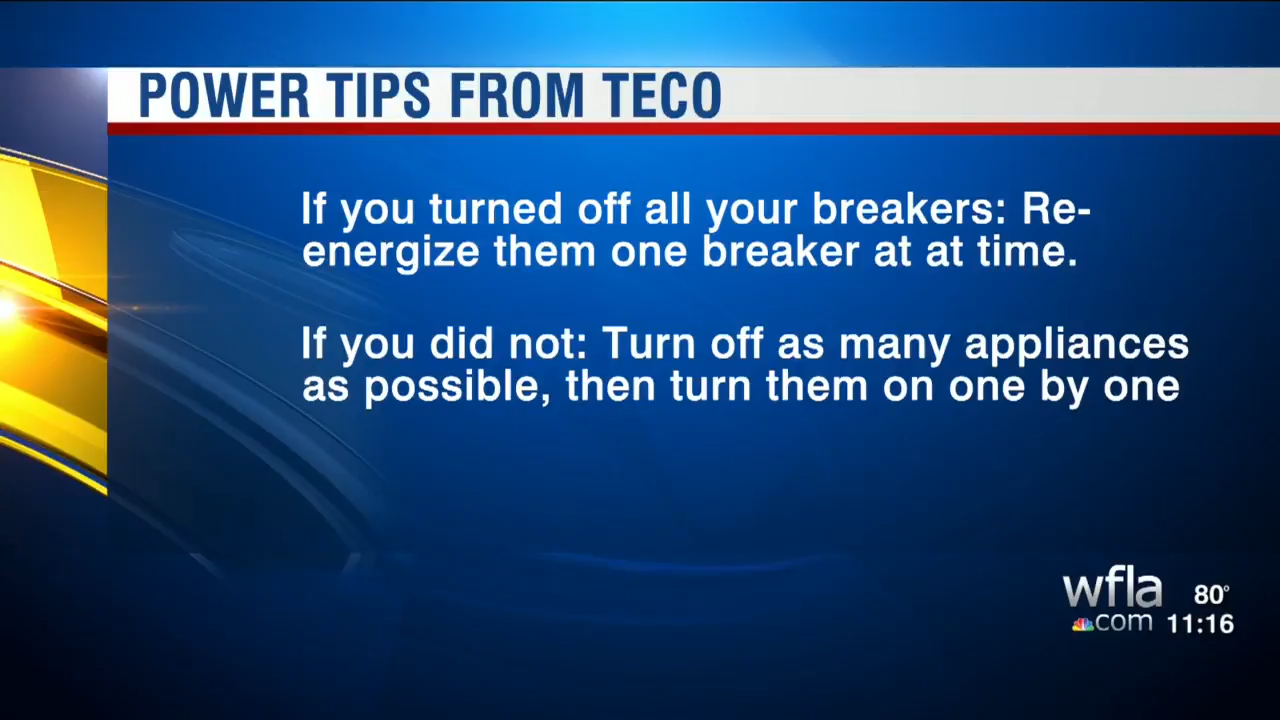 POWER TIPS FROM TECO
If you turned off all your breakers: Re-
energize them one breaker at at time.
If you did not: Turn off as many appliances
as possible, then turn them on one by one
wfla 80°
com 11:16